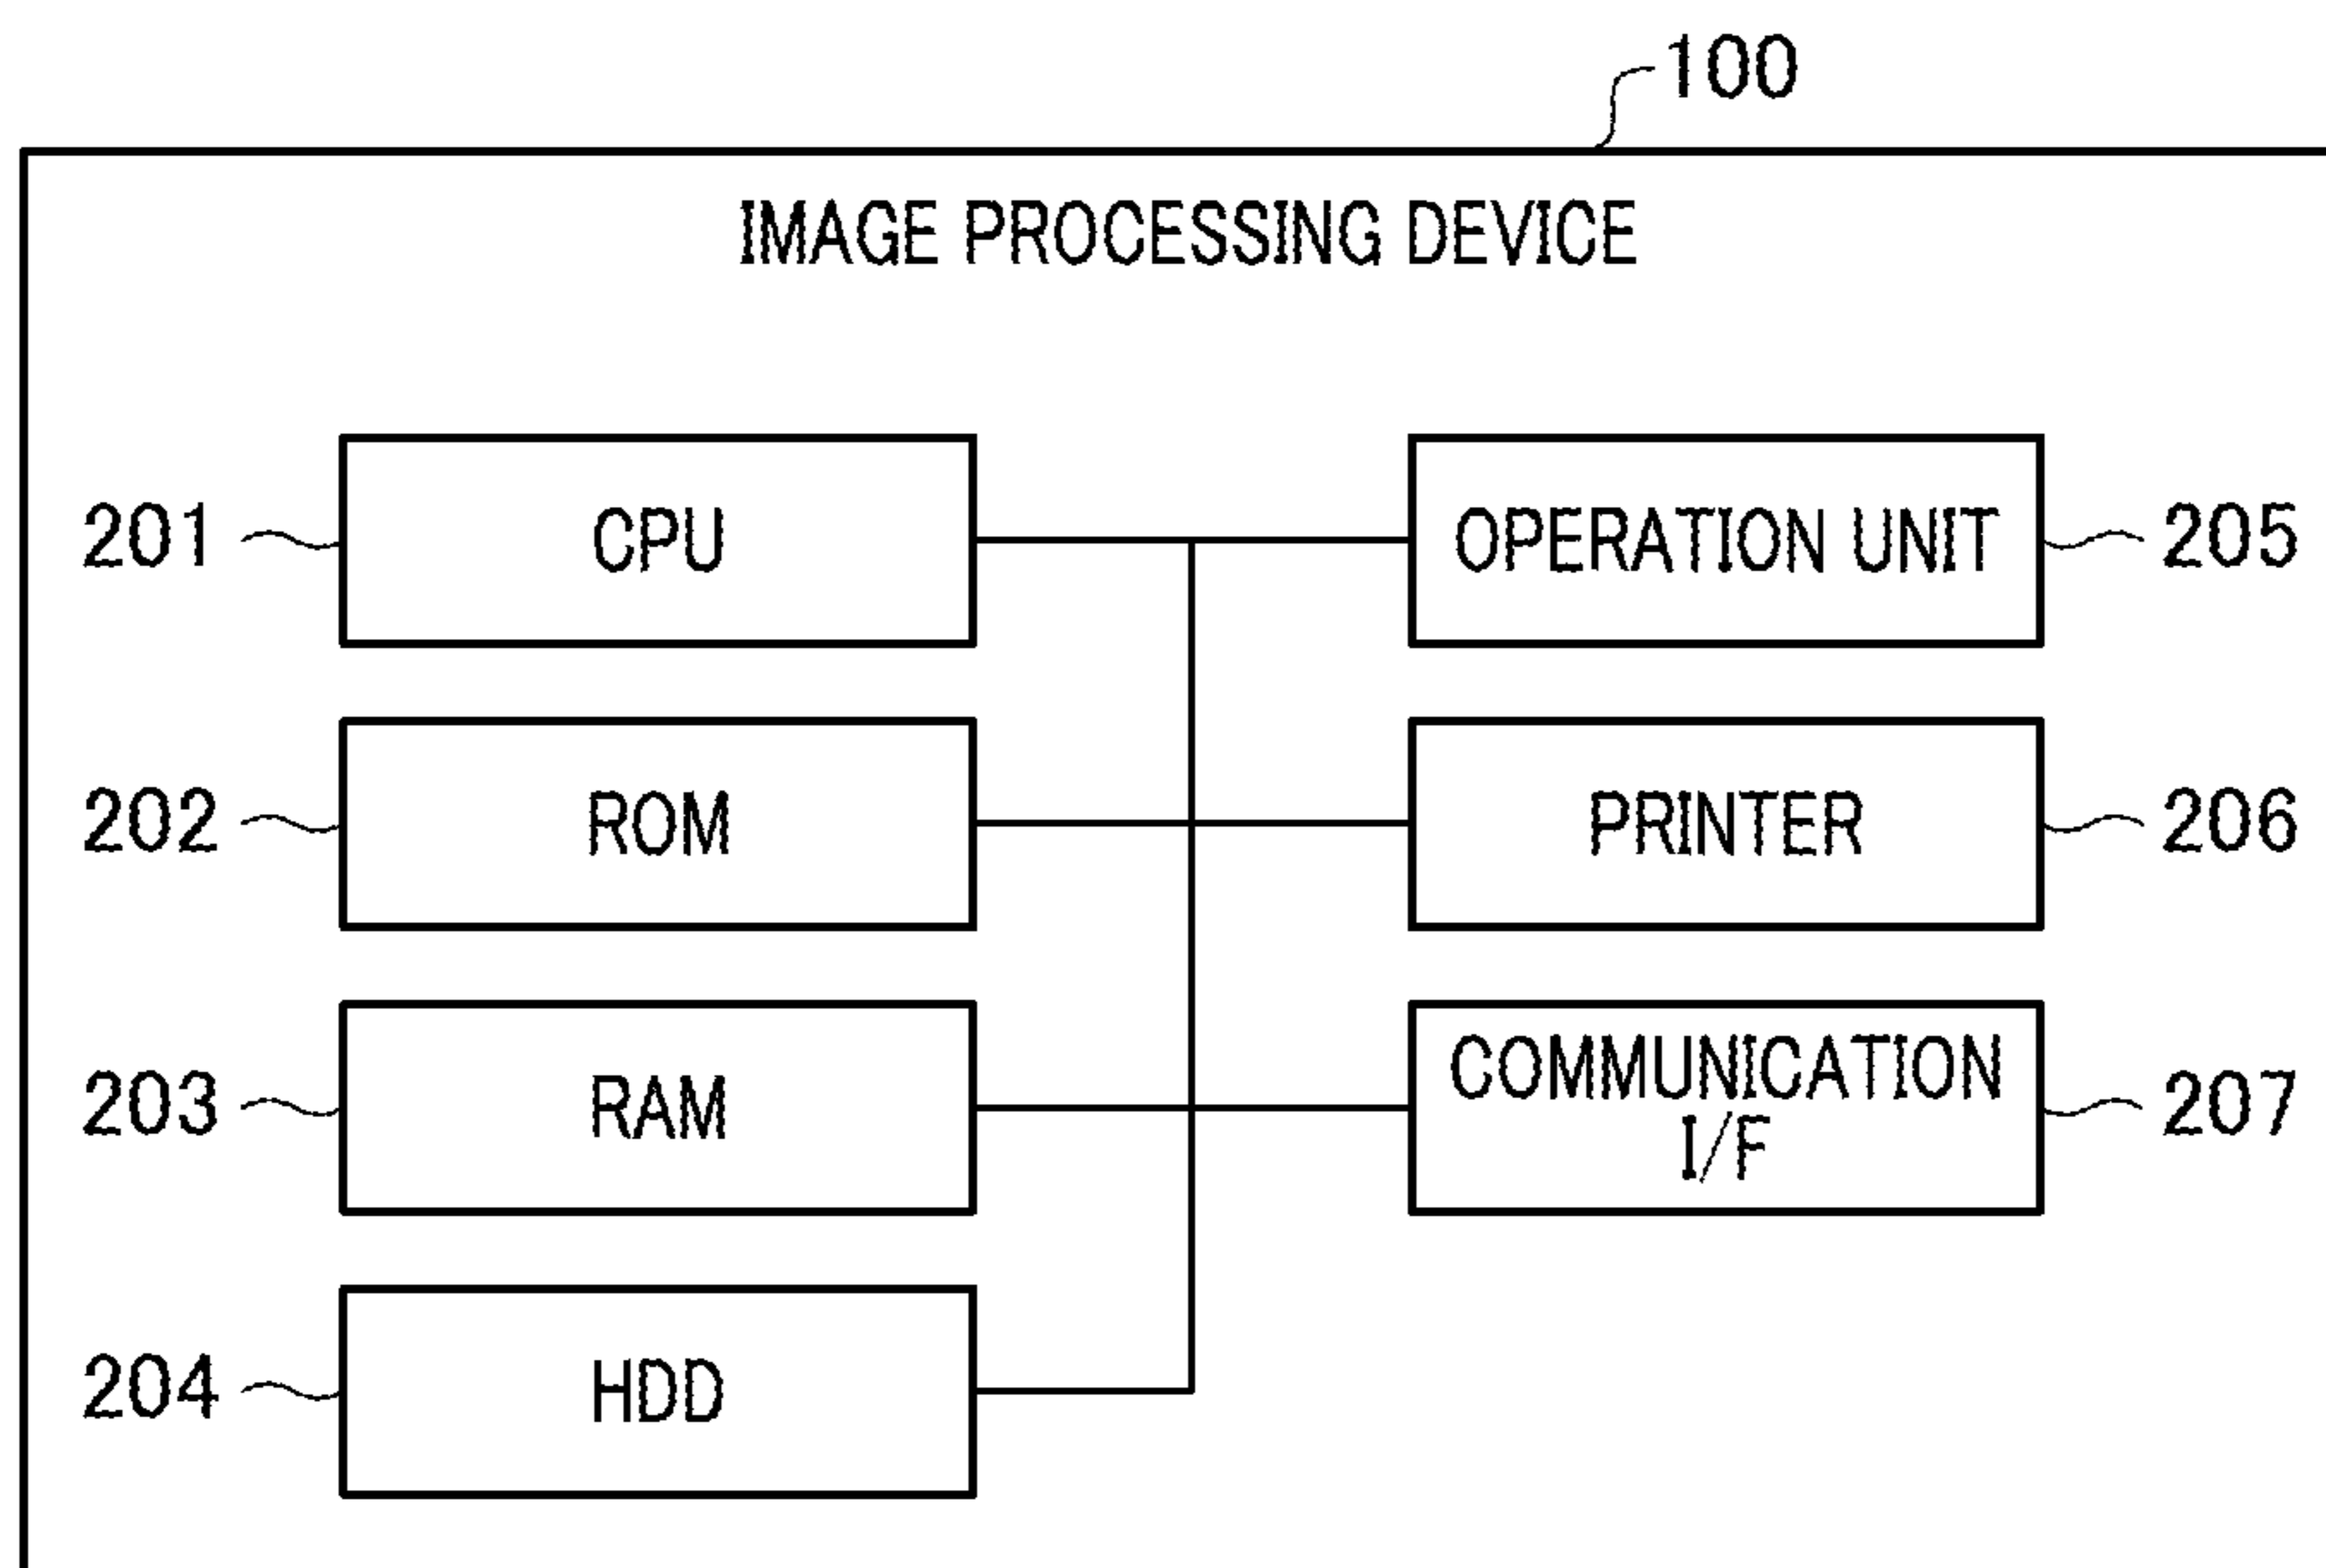 100
IMAGE PROCESSING DEVICE
201 CPU
OPERATION UNIT 205
202 ROM
PRINTER 206
203 RAM
COMMUNICATION
I/F
207
204 HDD